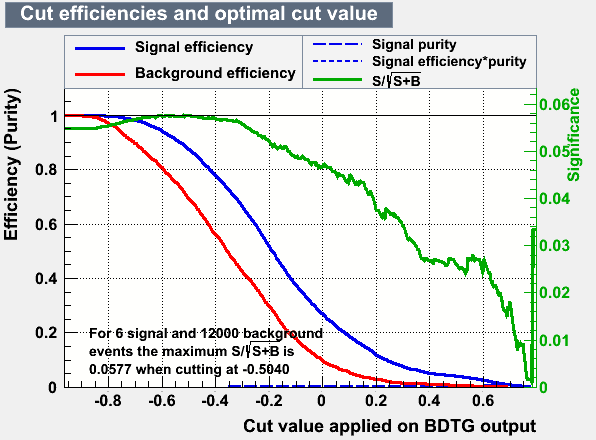 Cut efficiencies and optimal cut value
Signal efficiency
Background efficiency
Signal purity
Signal efficiency*purity
S/√S+B
Efficiency (Purity)
1
0.8
0.6
0.4
0.2
0
0.06
0.05
0.04
0.03
0.02
0.01
0
Significance
For 6 signal and 12000 background
events the maximum S/√S+B is
0.0577 when cutting at -0.5040
-0.8 -0.6 -0.4 -0.2 0 0.2 0.4 0.6
Cut value applied on BDTG output